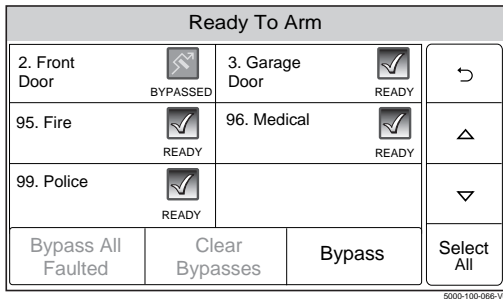 Ready To Arm
2. Front
Door
BYPASSED
3. Garage
Door
READY
95. Fire
READY
96. Medical
READY
99. Police
READY
Bypass All
Faulted
Clear
Bypasses
Bypass
Select
All
5000-100-066-V